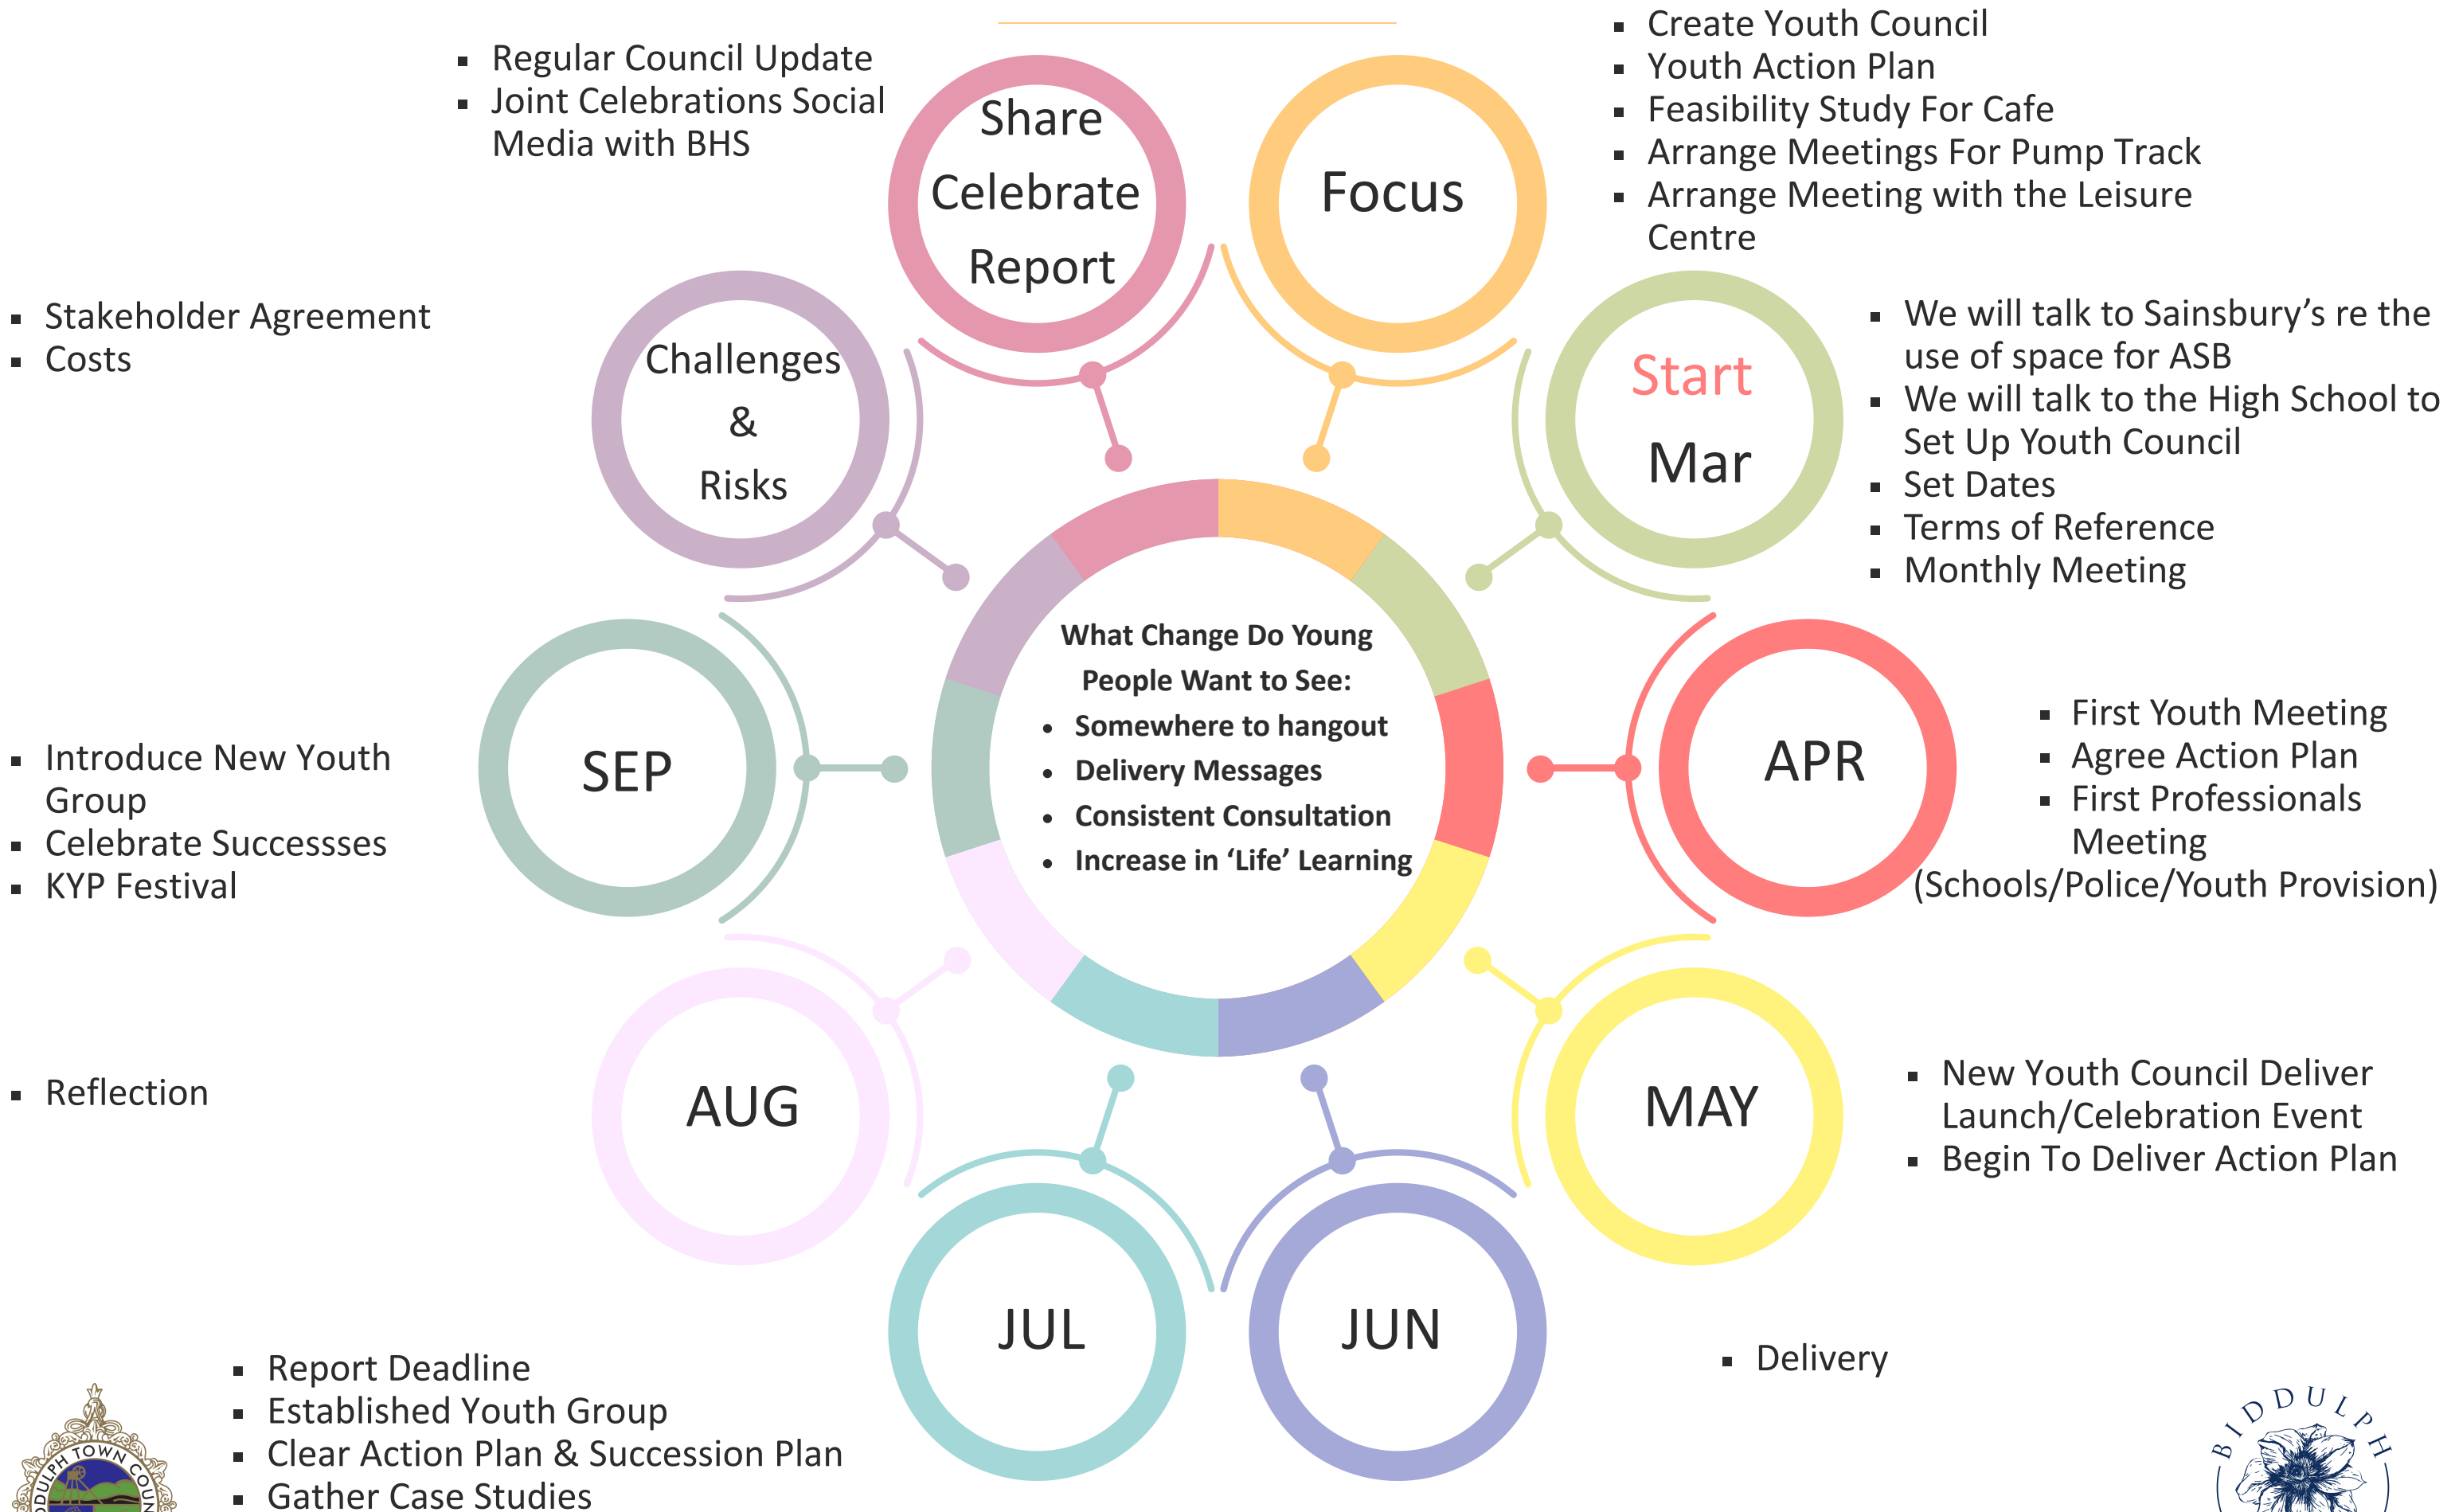 Share
Celebrate
Report
▪ Regular Council Update
▪ Joint Celebrations Social
Media with BHS
Focus
▪ Create Youth Council
▪ Youth Action Plan
▪ Feasibility Study For Cafe
▪ Arrange Meetings For Pump Track
▪ Arrange Meeting with the Leisure
Centre
Start
Mar
▪ We will talk to Sainsbury’s re the
use of space for ASB
▪ We will talk to the High School to
Set Up Youth Council
▪ Set Dates
▪ Terms of Reference
▪ Monthly Meeting
APR
▪ First Youth Meeting
▪ Agree Action Plan
▪ First Professionals
Meeting
(Schools/Police/Youth Provision)
MAY
▪ New Youth Council Deliver
Launch/Celebration Event
▪ Begin To Deliver Action Plan
JUN
▪ Delivery
JUL
▪ Report Deadline
▪ Established Youth Group
▪ Clear Action Plan & Succession Plan
▪ Gather Case Studies
AUG
▪ Reflection
SEP
▪ Introduce New Youth
Group
▪ Celebrate Successses
▪ KYP Festival
Challenges
&
Risks
▪ Stakeholder Agreement
▪ Costs
What Change Do Young
People Want to See:
• Somewhere to hangout
• Delivery Messages
• Consistent Consultation
• Increase in ‘Life’ Learning
TOWN
BIDDULPH